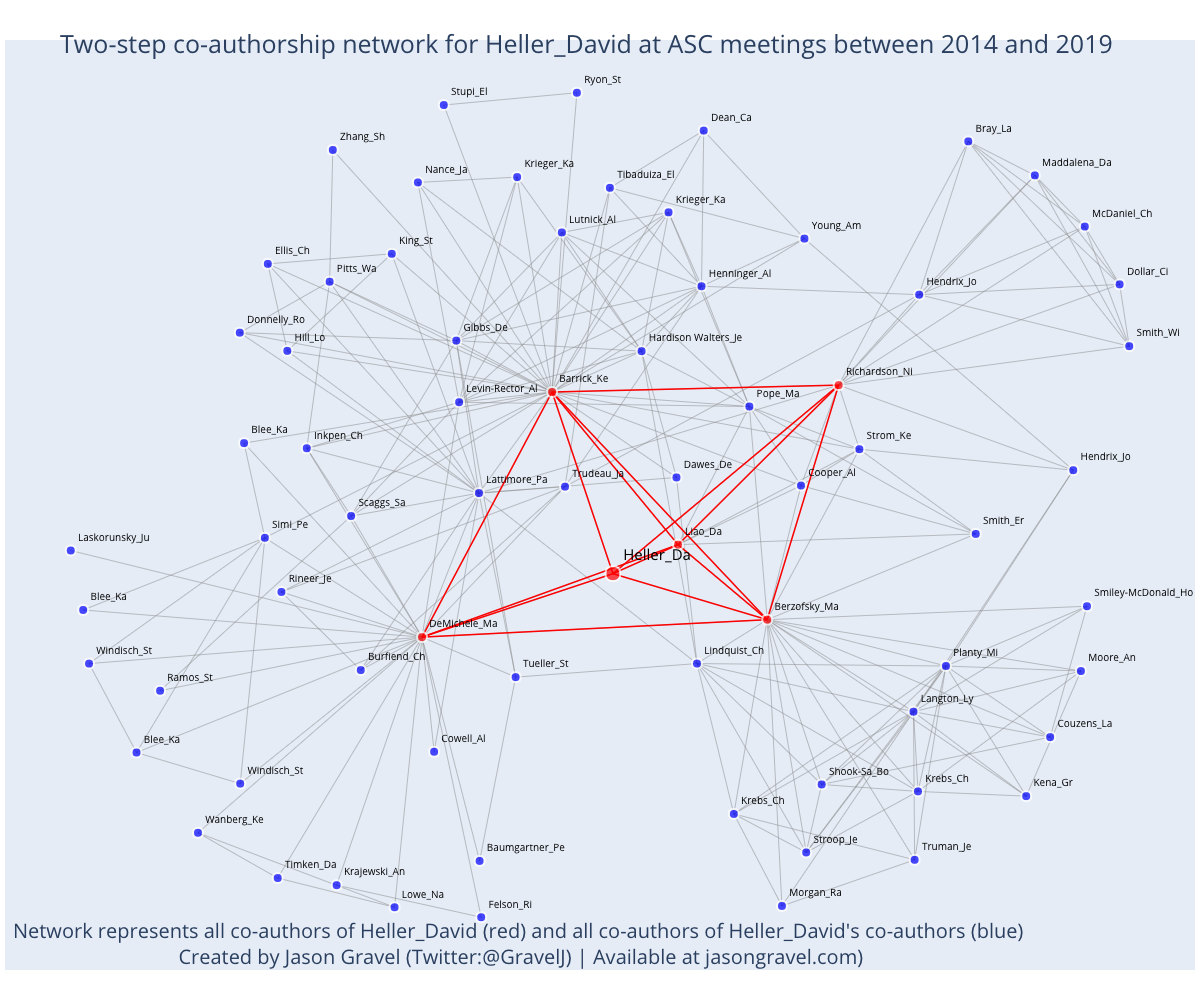 Two-step co-authorship network for Heller_David at ASC meetings between 2014 and 2019
Ryon_St
Stupi_El
Dean_Ca
Bray_La
Zhang_Sh
Maddalena_Da
Krieger_Ka
Nance_Ja
Tibaduiza_El
Krieger_Ka
McDaniel_Ch
Lutnick_Al
Young_Am
King_St
Ellis_Ch
Pitts_Wa
Henninger_Al
Dollar_Ci
Hendrix_Jo
Donnelly_Ro
Gibbs_De
Smith_Wi
Hill_Lo
Hardison Walters_Je
Richardson_Ni
Barrick_Ke
Levin-Rector_Al
Pope_Ma
Blee_Ka
Inkpen_Ch
Strom_Ke
Hendrix_Jo
Dawes_De
Cooper_Al
Lattimore_Pa
Trudeau_Ja
Scaggs_Sa
Smith_Er
Simi_Pe
Liao_Da
Laskorunsky_Ju
Heller_Da
Rineer_Je
Blee_Ka
Smiley-McDonald_Ho
Berzofsky_Ma
DeMichele_Ma
Windisch_St
Burfiend_Ch
Tueller_St
Lindquist_Ch
Planty_Mi
Moore_An
Ramos_St
Langton_Ly
Couzens_La
Blee_Ka
Cowell_Al
Windisch_St
Shook-Sa_Bo
Krebs_Ch
Kena_Gr
Krebs_Ch
Wanberg_Ke
Stroop_Je
Baumgartner_Pe
Truman_Je
Timken_Da
Krajewski_An
Morgan_Ra
Lowe_Na
Felson_Ri
Network represents all co-authors of Heller_David (red) and all co-authors of Heller_David's co-authors (blue)
Created by Jason Gravel (Twitter:@GravelJ) | Available at jasongravel.com)